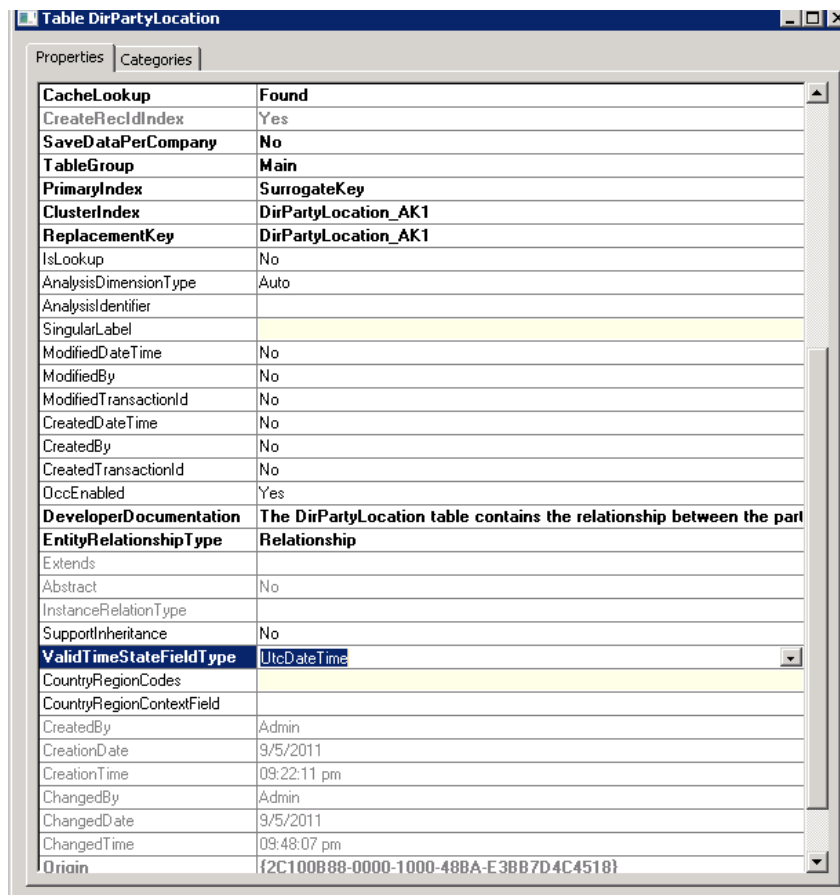 Table DirPartyLocation
Properties Categories
CacheLookup Found
CreateRecIdIndex Yes
SaveDataPerCompany No
TableGroup Main
PrimaryIndex SurrogateKey
ClusterIndex DirPartyLocation_AK1
ReplacementKey DirPartyLocation_AK1
IsLookup No
AnalysisDimensionType Auto
AnalysisIdentifier
SingularLabel
ModifiedDateTime No
ModifiedBy No
ModifiedTransactionId No
CreatedDateTime No
CreatedBy No
CreatedTransactionId No
OccEnabled Yes
DeveloperDocumentation The DirPartyLocation table contains the relationship between the part
EntityRelationshipType Relationship
Extends
Abstract No
InstanceRelationType
SupportInheritance No
ValidTimeStateFieldType UtcDateTime
CountryRegionCodes
CountryRegionContextField
CreatedBy Admin
CreationDate 9/5/2011
CreationTime 09:22:11 pm
ChangedBy Admin
ChangedDate 9/5/2011
ChangedTime 09:48:07 pm
Origin {2C100B88-0000-1000-48BA-E3BB7D4C4518}